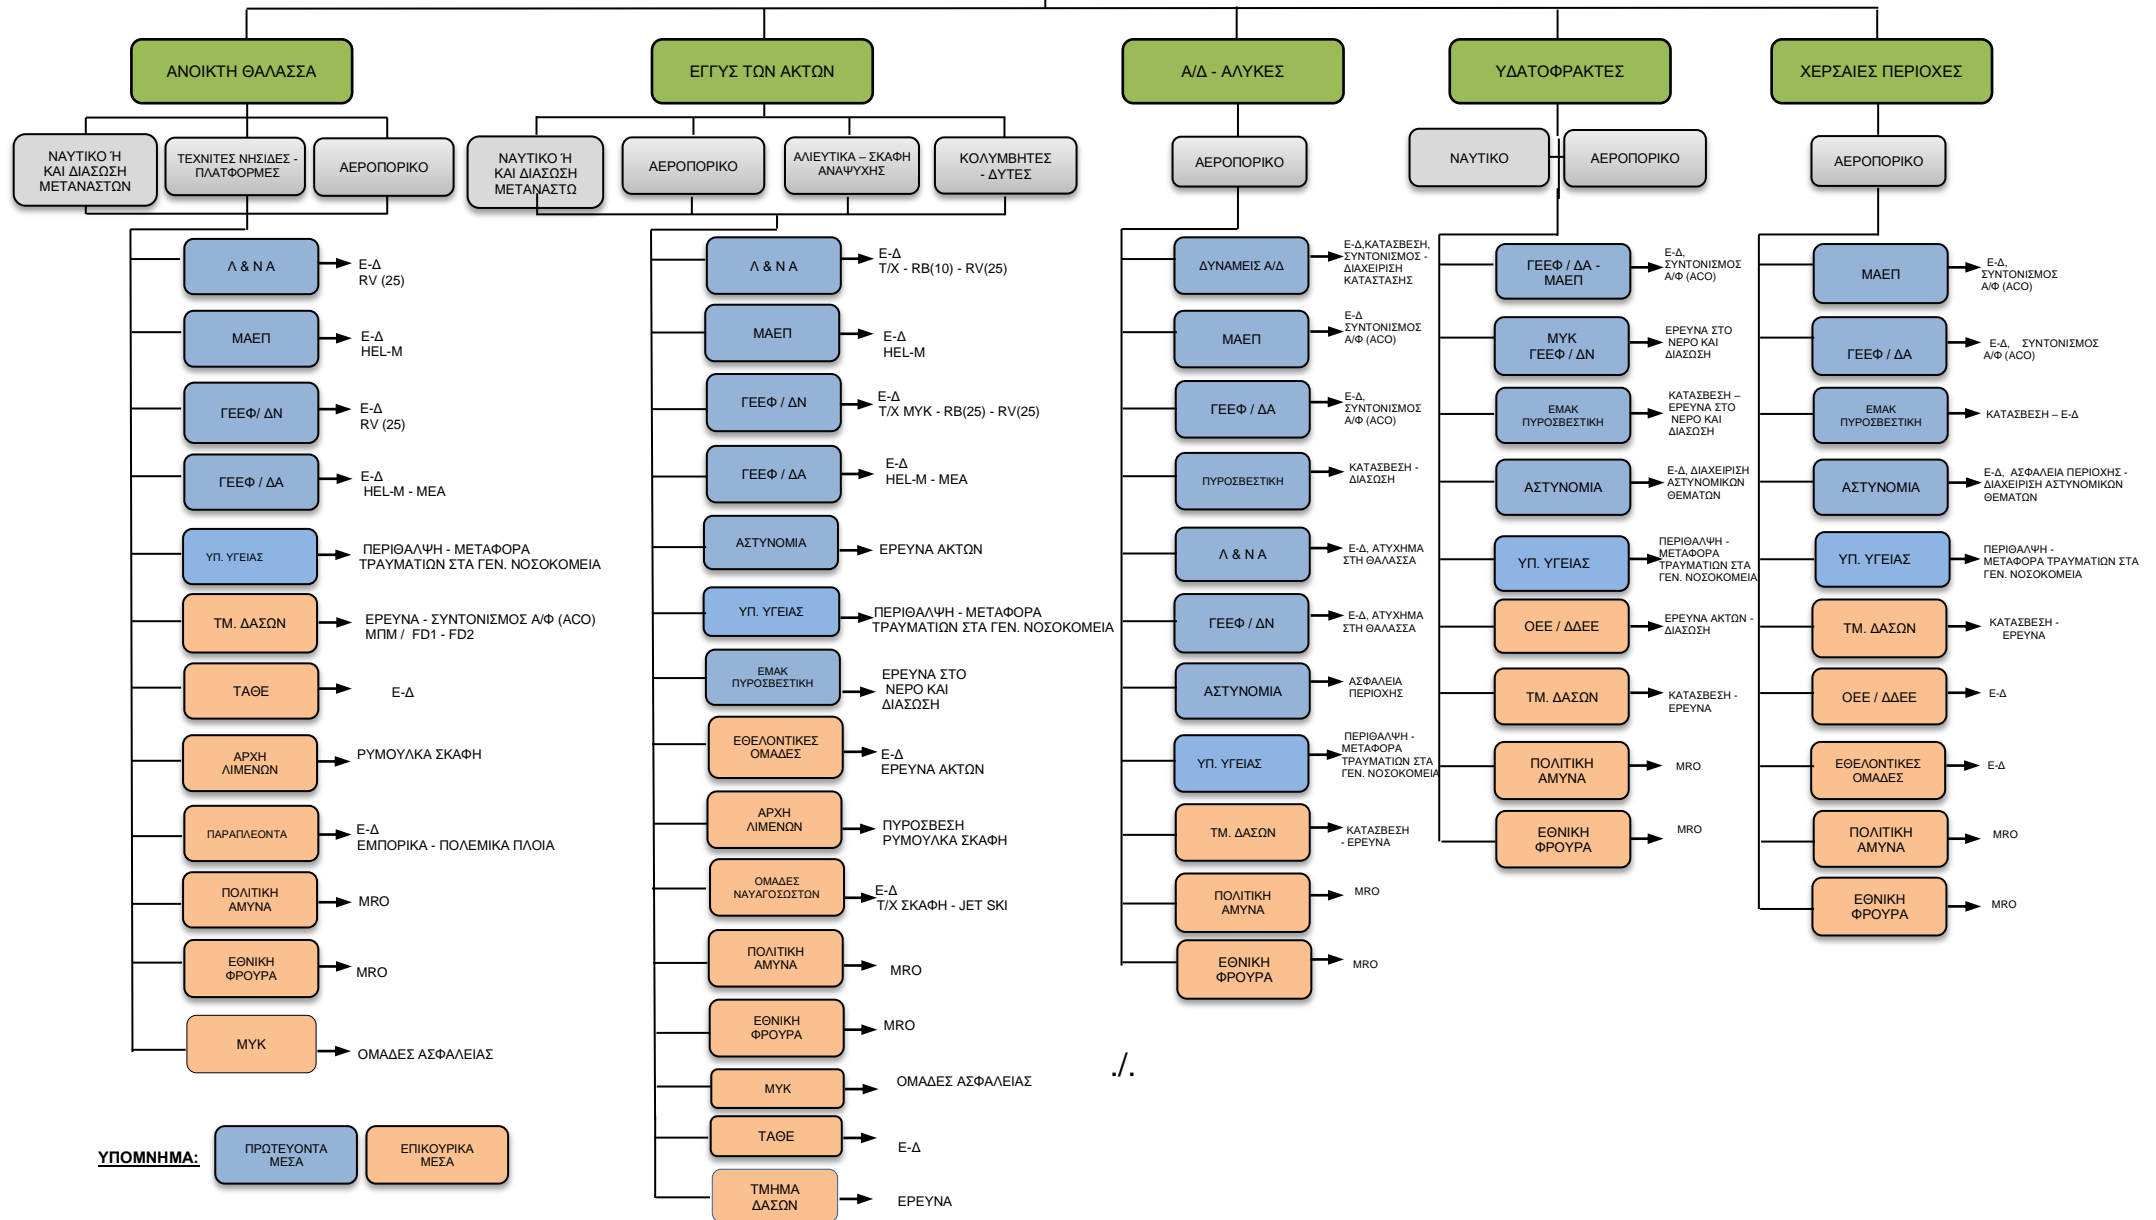 ΑΝΟΙΚΤΗ ΘΑΛΑΣΣΑ
ΕΓΓΥΣ ΤΩΝ ΑΚΤΩΝ
Α/Δ - ΑΛΥΚΕΣ
ΥΔΑΤΟΦΡΑΚΤΕΣ
ΧΕΡΣΑΙΕΣ ΠΕΡΙΟΧΕΣ
ΝΑΥΤΙΚΟ Ή
ΚΑΙ ΔΙΑΣΩΣΗ
ΜΕΤΑΝΑΣΤΩΝ
ΤΕΧΝΙΤΕΣ ΝΗΣΙΔΕΣ -
ΠΛΑΤΦΟΡΜΕΣ
ΑΕΡΟΠΟΡΙΚΟ
ΝΑΥΤΙΚΟ Ή
ΚΑΙ ΔΙΑΣΩΣΗ
ΜΕΤΑΝΑΣΤΩ
ΑΕΡΟΠΟΡΙΚΟ
ΑΛΙΕΥΤΙΚΑ – ΣΚΑΦΗ
ΑΝΑΨΥΧΗΣ
ΚΟΛΥΜΒΗΤΕΣ
- ΔΥΤΕΣ
ΑΕΡΟΠΟΡΙΚΟ
ΝΑΥΤΙΚΟ
ΑΕΡΟΠΟΡΙΚΟ
ΑΕΡΟΠΟΡΙΚΟ
Λ & Ν Α
Ε-Δ
RV (25)
ΜΑΕΠ
Ε-Δ
HEL-M
ΓΕΕΦ/ ΔΝ
Ε-Δ
RV (25)
ΓΕΕΦ / ΔΑ
Ε-Δ
HEL-M - MEA
ΥΠ. ΥΓΕΙΑΣ
ΠΕΡΙΘΑΛΨΗ - ΜΕΤΑΦΟΡΑ
ΤΡΑΥΜΑΤΙΩΝ ΣΤΑ ΓΕΝ. ΝΟΣΟΚΟΜΕΙΑ
ΤΜ. ΔΑΣΩΝ
ΕΡΕΥΝΑ - ΣΥΝΤΟΝΙΣΜΟΣ Α/Φ (ACO)
ΜΠΜ / FD1 - FD2
ΤΑΘΕ
Ε-Δ
ΑΡΧΗ
ΛΙΜΕΝΩΝ
ΡΥΜΟΥΛΚΑ ΣΚΑΦΗ
ΠΑΡΑΠΛΕΟΝΤΑ
Ε-Δ
ΕΜΠΟΡΙΚΑ - ΠΟΛΕΜΙΚΑ ΠΛΟΙΑ
ΠΟΛΙΤΙΚΗ
ΑΜΥΝΑ
MRO
ΕΘΝΙΚΗ
ΦΡΟΥΡΑ
MRO
ΜΥΚ
ΟΜΑΔΕΣ ΑΣΦΑΛΕΙΑΣ
Λ & Ν Α
Ε-Δ
Τ/Χ - RB(10) - RV(25)
ΜΑΕΠ
Ε-Δ
HEL-M
ΓΕΕΦ / ΔΝ
Ε-Δ
Τ/Χ ΜΥΚ - RB(25) - RV(25)
ΓΕΕΦ / ΔΑ
Ε-Δ
HEL-M - MEA
ΑΣΤΥΝΟΜΙΑ
ΕΡΕΥΝΑ ΑΚΤΩΝ
ΥΠ. ΥΓΕΙΑΣ
ΠΕΡΙΘΑΛΨΗ - ΜΕΤΑΦΟΡΑ
ΤΡΑΥΜΑΤΙΩΝ ΣΤΑ ΓΕΝ. ΝΟΣΟΚΟΜΕΙΑ
ΕΜΑΚ
ΠΥΡΟΣΒΕΣΤΙΚΗ
ΕΡΕΥΝΑ ΣΤΟ
ΝΕΡΟ ΚΑΙ
ΔΙΑΣΩΣΗ
ΕΘΕΛΟΝΤΙΚΕΣ
ΟΜΑΔΕΣ
Ε-Δ
ΕΡΕΥΝΑ ΑΚΤΩΝ
ΑΡΧΗ
ΛΙΜΕΝΩΝ
ΠΥΡΟΣΒΕΣΗ
ΡΥΜΟΥΛΚΑ ΣΚΑΦΗ
ΟΜΑΔΕΣ
ΝΑΥΑΓΟΣΩΣΤΩΝ
Ε-Δ
Τ/Χ ΣΚΑΦΗ - JET SKI
ΠΟΛΙΤΙΚΗ
ΑΜΥΝΑ
MRO
ΕΘΝΙΚΗ
ΦΡΟΥΡΑ
MRO
ΜΥΚ
ΟΜΑΔΕΣ ΑΣΦΑΛΕΙΑΣ
ΤΑΘΕ
Ε-Δ
ΤΜΗΜΑ
ΔΑΣΩΝ
ΕΡΕΥΝΑ
ΔΥΝΑΜΕΙΣ Α/Δ
Ε-Δ,ΚΑΤΑΣΒΕΣΗ,
ΣΥΝΤΟΝΙΣΜΟΣ -
ΔΙΑΧΕΙΡΙΣΗ
ΚΑΤΑΣΤΑΣΗΣ
ΜΑΕΠ
Ε-Δ
ΣΥΝΤΟΝΙΣΜΟΣ
Α/Φ (ACO)
ΓΕΕΦ / ΔΑ
Ε-Δ,
ΣΥΝΤΟΝΙΣΜΟΣ
Α/Φ (ACO)
ΠΥΡΟΣΒΕΣΤΙΚΗ
ΚΑΤΑΣΒΕΣΗ -
ΔΙΑΣΩΣΗ
Λ & Ν Α
Ε-Δ, ΑΤΥΧΗΜΑ
ΣΤΗ ΘΑΛΑΣΣΑ
ΓΕΕΦ / ΔΝ
Ε-Δ, ΑΤΥΧΗΜΑ
ΣΤΗ ΘΑΛΑΣΣΑ
ΑΣΤΥΝΟΜΙΑ
ΑΣΦΑΛΕΙΑ
ΠΕΡΙΟΧΗΣ
ΥΠ. ΥΓΕΙΑΣ
ΠΕΡΙΘΑΛΨΗ -
ΜΕΤΑΦΟΡΑ
ΤΡΑΥΜΑΤΙΩΝ ΣΤΑ
ΓΕΝ. ΝΟΣΟΚΟΜΕΙΑ
ΤΜ. ΔΑΣΩΝ
ΚΑΤΑΣΒΕΣΗ
- ΕΡΕΥΝΑ
ΠΟΛΙΤΙΚΗ
ΑΜΥΝΑ
MRO
ΕΘΝΙΚΗ
ΦΡΟΥΡΑ
MRO
./.
ΓΕΕΦ / ΔΑ -
ΜΑΕΠ
Ε-Δ,
ΣΥΝΤΟΝΙΣΜΟΣ
Α/Φ (ACO)
ΜΥΚ
ΓΕΕΦ / ΔΝ
ΕΡΕΥΝΑ ΣΤΟ
ΝΕΡΟ ΚΑΙ
ΔΙΑΣΩΣΗ
ΕΜΑΚ
ΠΥΡΟΣΒΕΣΤΙΚΗ
ΚΑΤΑΣΒΕΣΗ –
ΕΡΕΥΝΑ ΣΤΟ
ΝΕΡΟ ΚΑΙ
ΔΙΑΣΩΣΗ
ΑΣΤΥΝΟΜΙΑ
Ε-Δ, ΔΙΑΧΕΙΡΙΣΗ
ΑΣΤΥΝΟΜΙΚΩΝ
ΘΕΜΑΤΩΝ
ΥΠ. ΥΓΕΙΑΣ
ΠΕΡΙΘΑΛΨΗ -
ΜΕΤΑΦΟΡΑ
ΤΡΑΥΜΑΤΙΩΝ ΣΤΑ
ΓΕΝ. ΝΟΣΟΚΟΜΕΙΑ
ΟΕΕ / ΔΔΕΕ
ΕΡΕΥΝΑ ΑΚΤΩΝ -
ΔΙΑΣΩΣΗ
ΤΜ. ΔΑΣΩΝ
ΚΑΤΑΣΒΕΣΗ -
ΕΡΕΥΝΑ
ΠΟΛΙΤΙΚΗ
ΑΜΥΝΑ
MRO
ΕΘΝΙΚΗ
ΦΡΟΥΡΑ
MRO
ΜΑΕΠ
Ε-Δ,
ΣΥΝΤΟΝΙΣΜΟΣ
Α/Φ (ACO)
ΓΕΕΦ / ΔΑ
Ε-Δ, ΣΥΝΤΟΝΙΣΜΟΣ
Α/Φ (ACO)
ΕΜΑΚ
ΠΥΡΟΣΒΕΣΤΙΚΗ
ΚΑΤΑΣΒΕΣΗ – Ε-Δ
ΑΣΤΥΝΟΜΙΑ
Ε-Δ, ΑΣΦΑΛΕΙΑ ΠΕΡΙΟΧΗΣ -
ΔΙΑΧΕΙΡΙΣΗ ΑΣΤΥΝΟΜΙΚΩΝ
ΘΕΜΑΤΩΝ
ΥΠ. ΥΓΕΙΑΣ
ΠΕΡΙΘΑΛΨΗ -
ΜΕΤΑΦΟΡΑ ΤΡΑΥΜΑΤΙΩΝ ΣΤΑ
ΓΕΝ. ΝΟΣΟΚΟΜΕΙΑ
ΤΜ. ΔΑΣΩΝ
ΚΑΤΑΣΒΕΣΗ -
ΕΡΕΥΝΑ
ΟΕΕ / ΔΔΕΕ
Ε-Δ
ΕΘΕΛΟΝΤΙΚΕΣ
ΟΜΑΔΕΣ
Ε-Δ
ΠΟΛΙΤΙΚΗ
ΑΜΥΝΑ
MRO
ΕΘΝΙΚΗ
ΦΡΟΥΡΑ
MRO
ΥΠΟΜΝΗΜΑ:
ΠΡΩΤΕΥΟΝΤΑ
ΜΕΣΑ
ΕΠΙΚΟΥΡΙΚΑ
ΜΕΣΑ